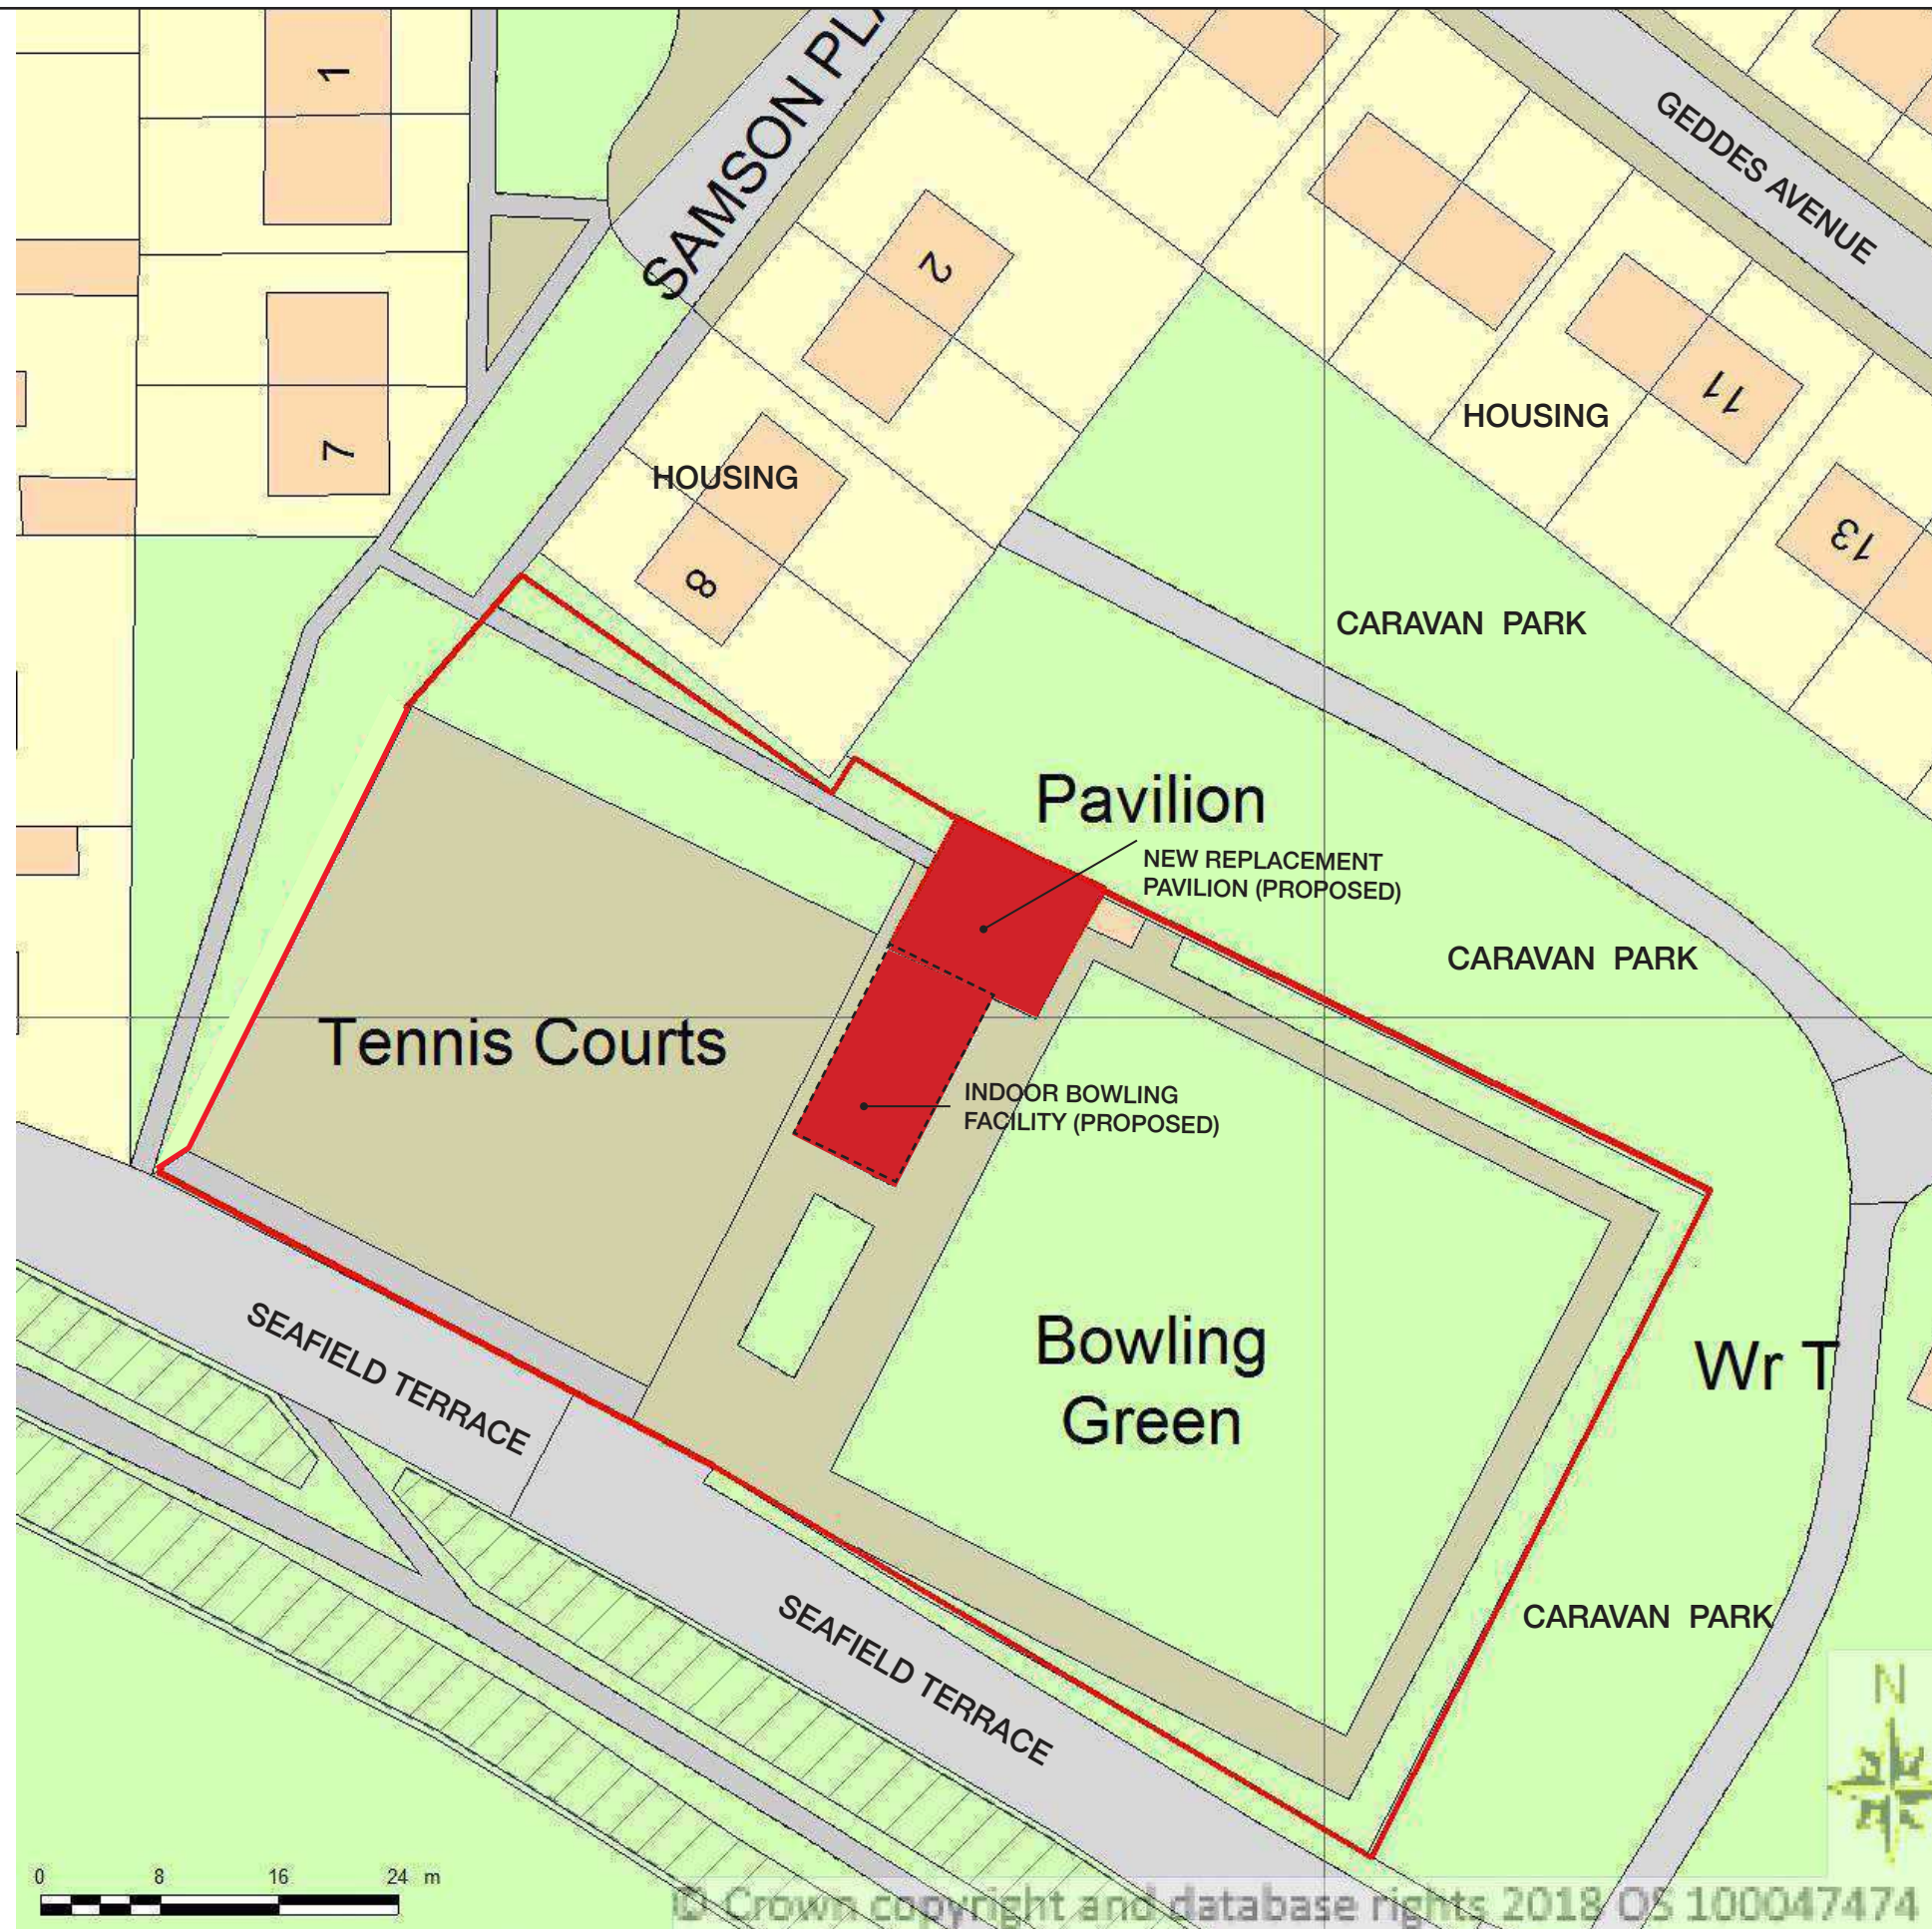 1
SAMSON PLA
GEDDES AVENUE
2
7
HOUSING
8
HOUSING
11
13
CARAVAN PARK
Pavilion
NEW REPLACEMENT
PAVILION (PROPOSED)
CARAVAN PARK
Tennis Courts
INDOOR BOWLING
FACILITY (PROPOSED)
Bowling
Green
Wr T
SEAFIELD TERRACE
SEAFIELD TERRACE
CARAVAN PARK
N
0 8 16 24 m
© Crown copyright and database rights 2018 OS 100047474